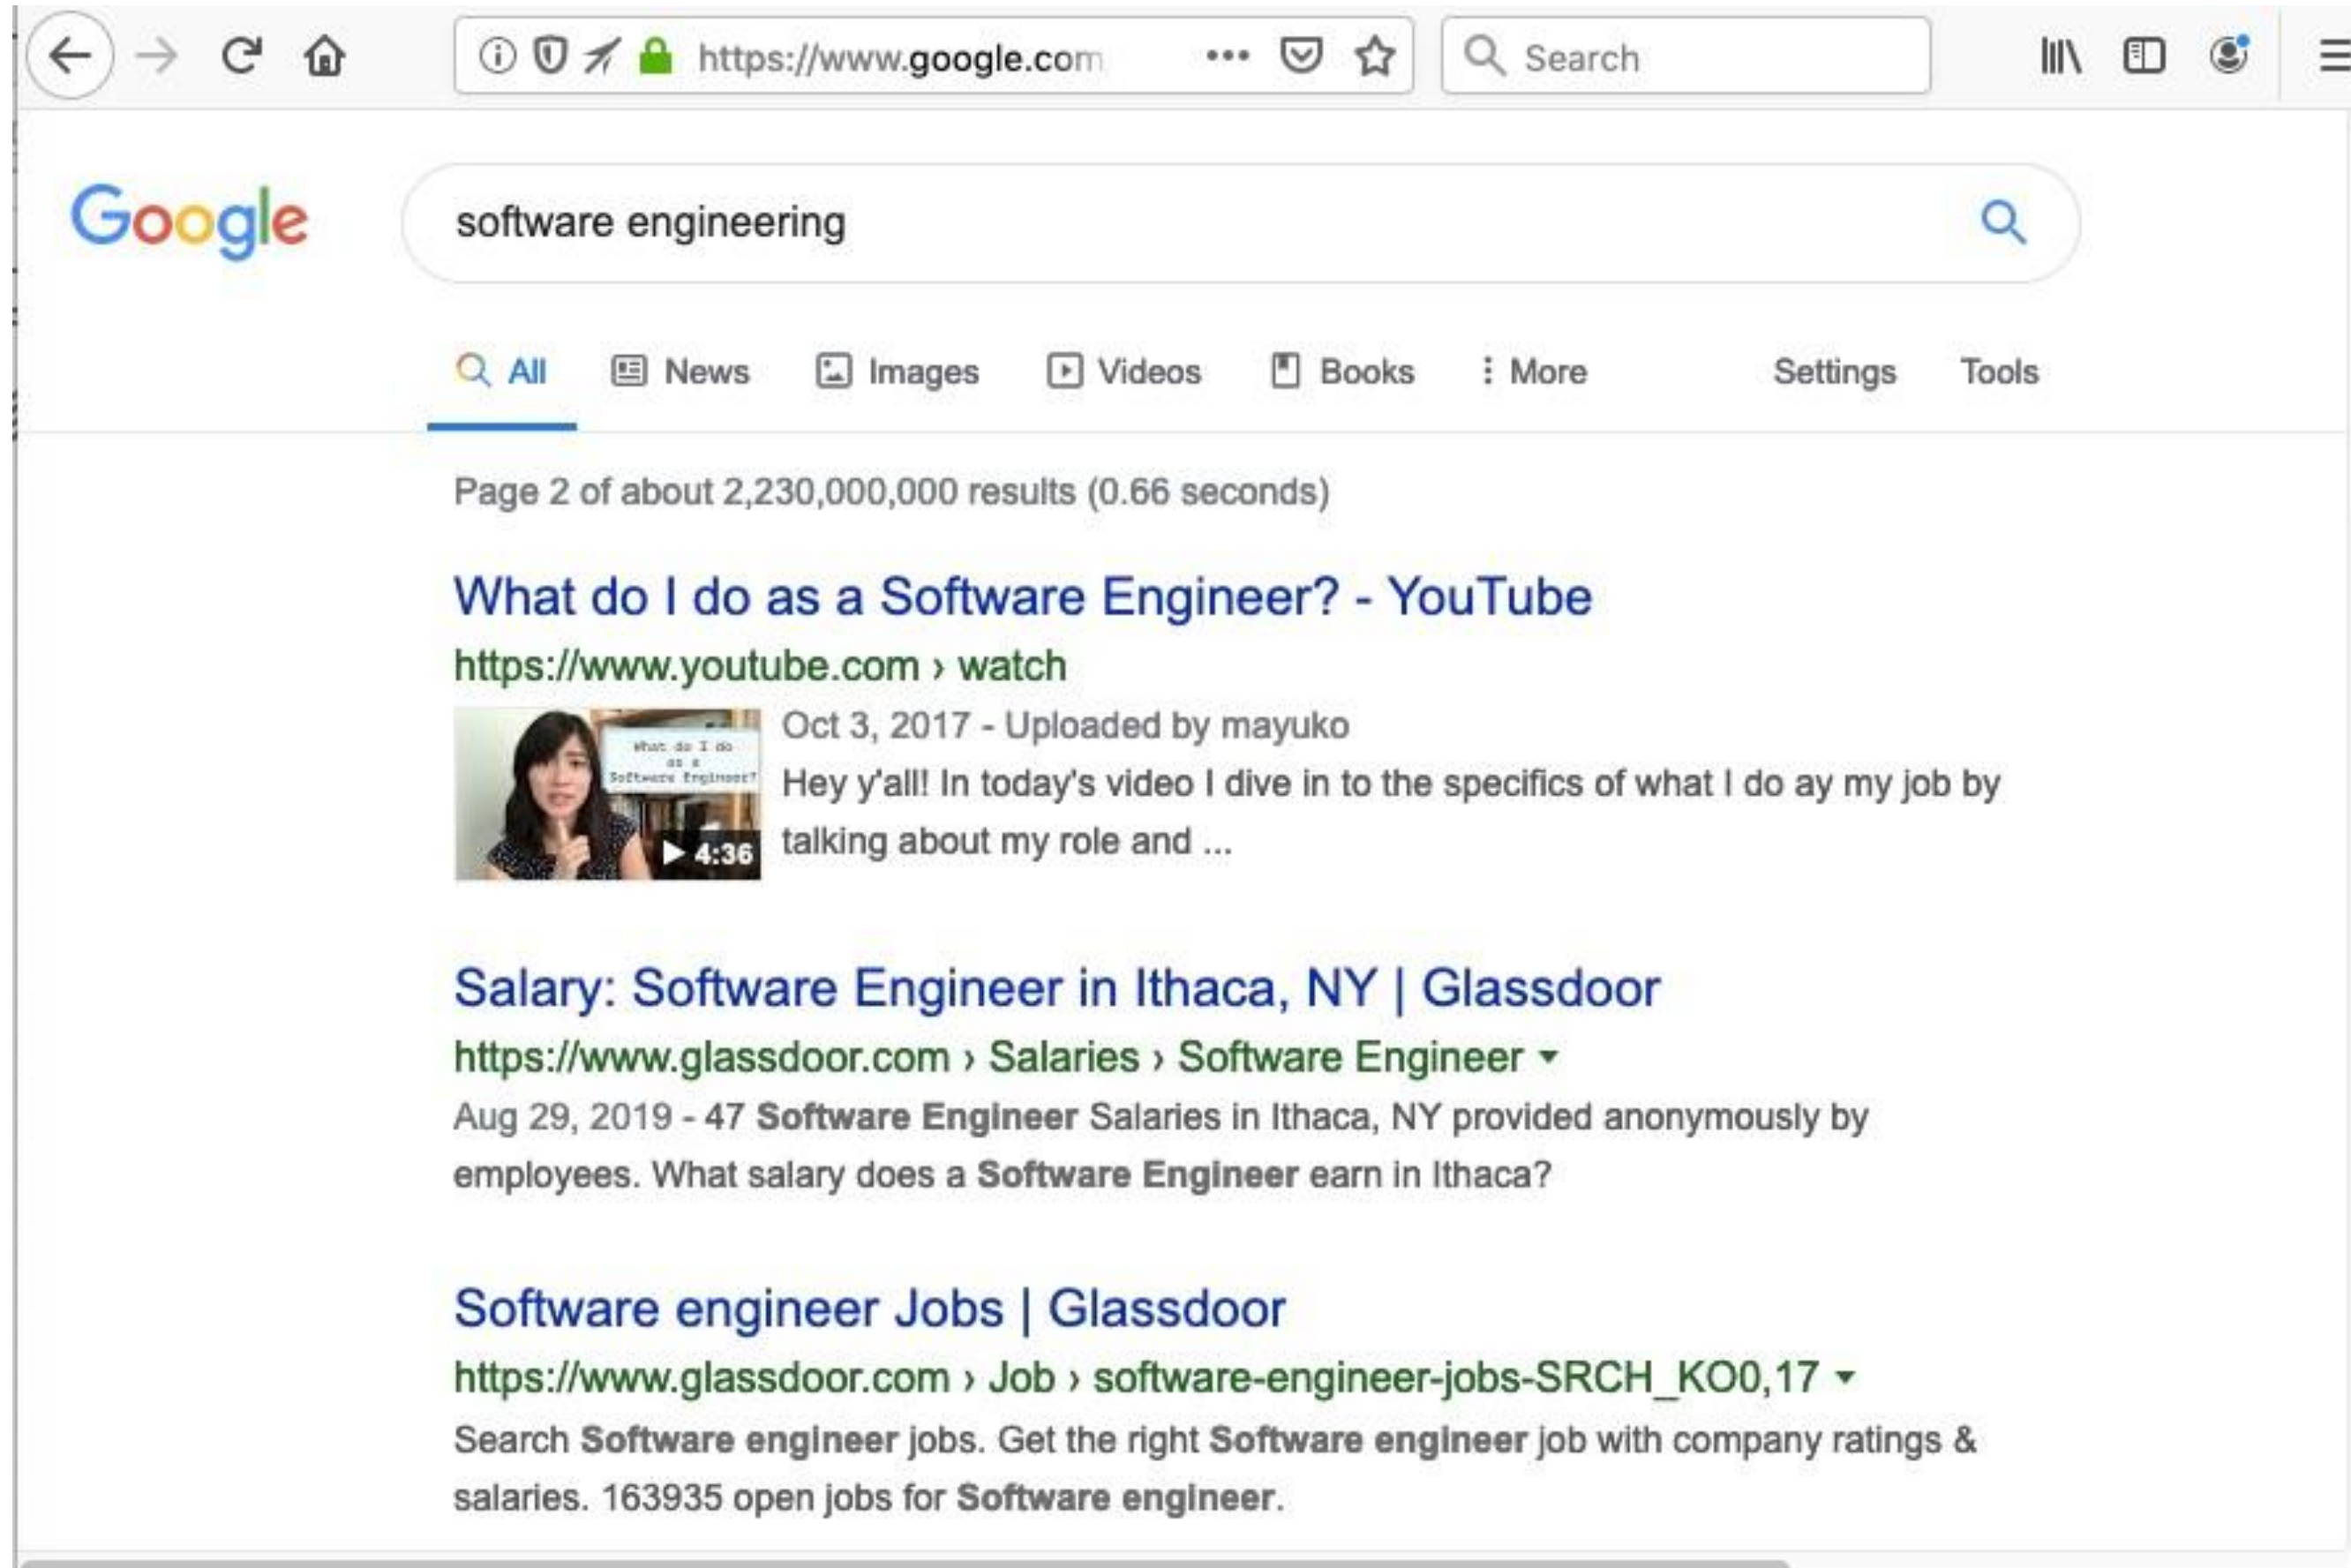 https://www.google.com
Search
Google
software engineering
All News Images Videos Books More Settings Tools
Page 2 of about 2,230,000,000 results (0.66 seconds)
What do I do as a Software Engineer? - YouTube
https://www.youtube.com › watch
What do I do
as a
Software Engineer?
4:36
Oct 3, 2017 - Uploaded by mayuko
Hey y'all! In today's video I dive in to the specifics of what I do ay my job by
talking about my role and ...
Salary: Software Engineer in Ithaca, NY | Glassdoor
https://www.glassdoor.com › Salaries › Software Engineer
Aug 29, 2019 - 47 Software Engineer Salaries in Ithaca, NY provided anonymously by
employees. What salary does a Software Engineer earn in Ithaca?
Software engineer Jobs | Glassdoor
https://www.glassdoor.com › Job › software-engineer-jobs-SRCH_KO0,17
Search Software engineer jobs. Get the right Software engineer job with company ratings &
salaries. 163935 open jobs for Software engineer.